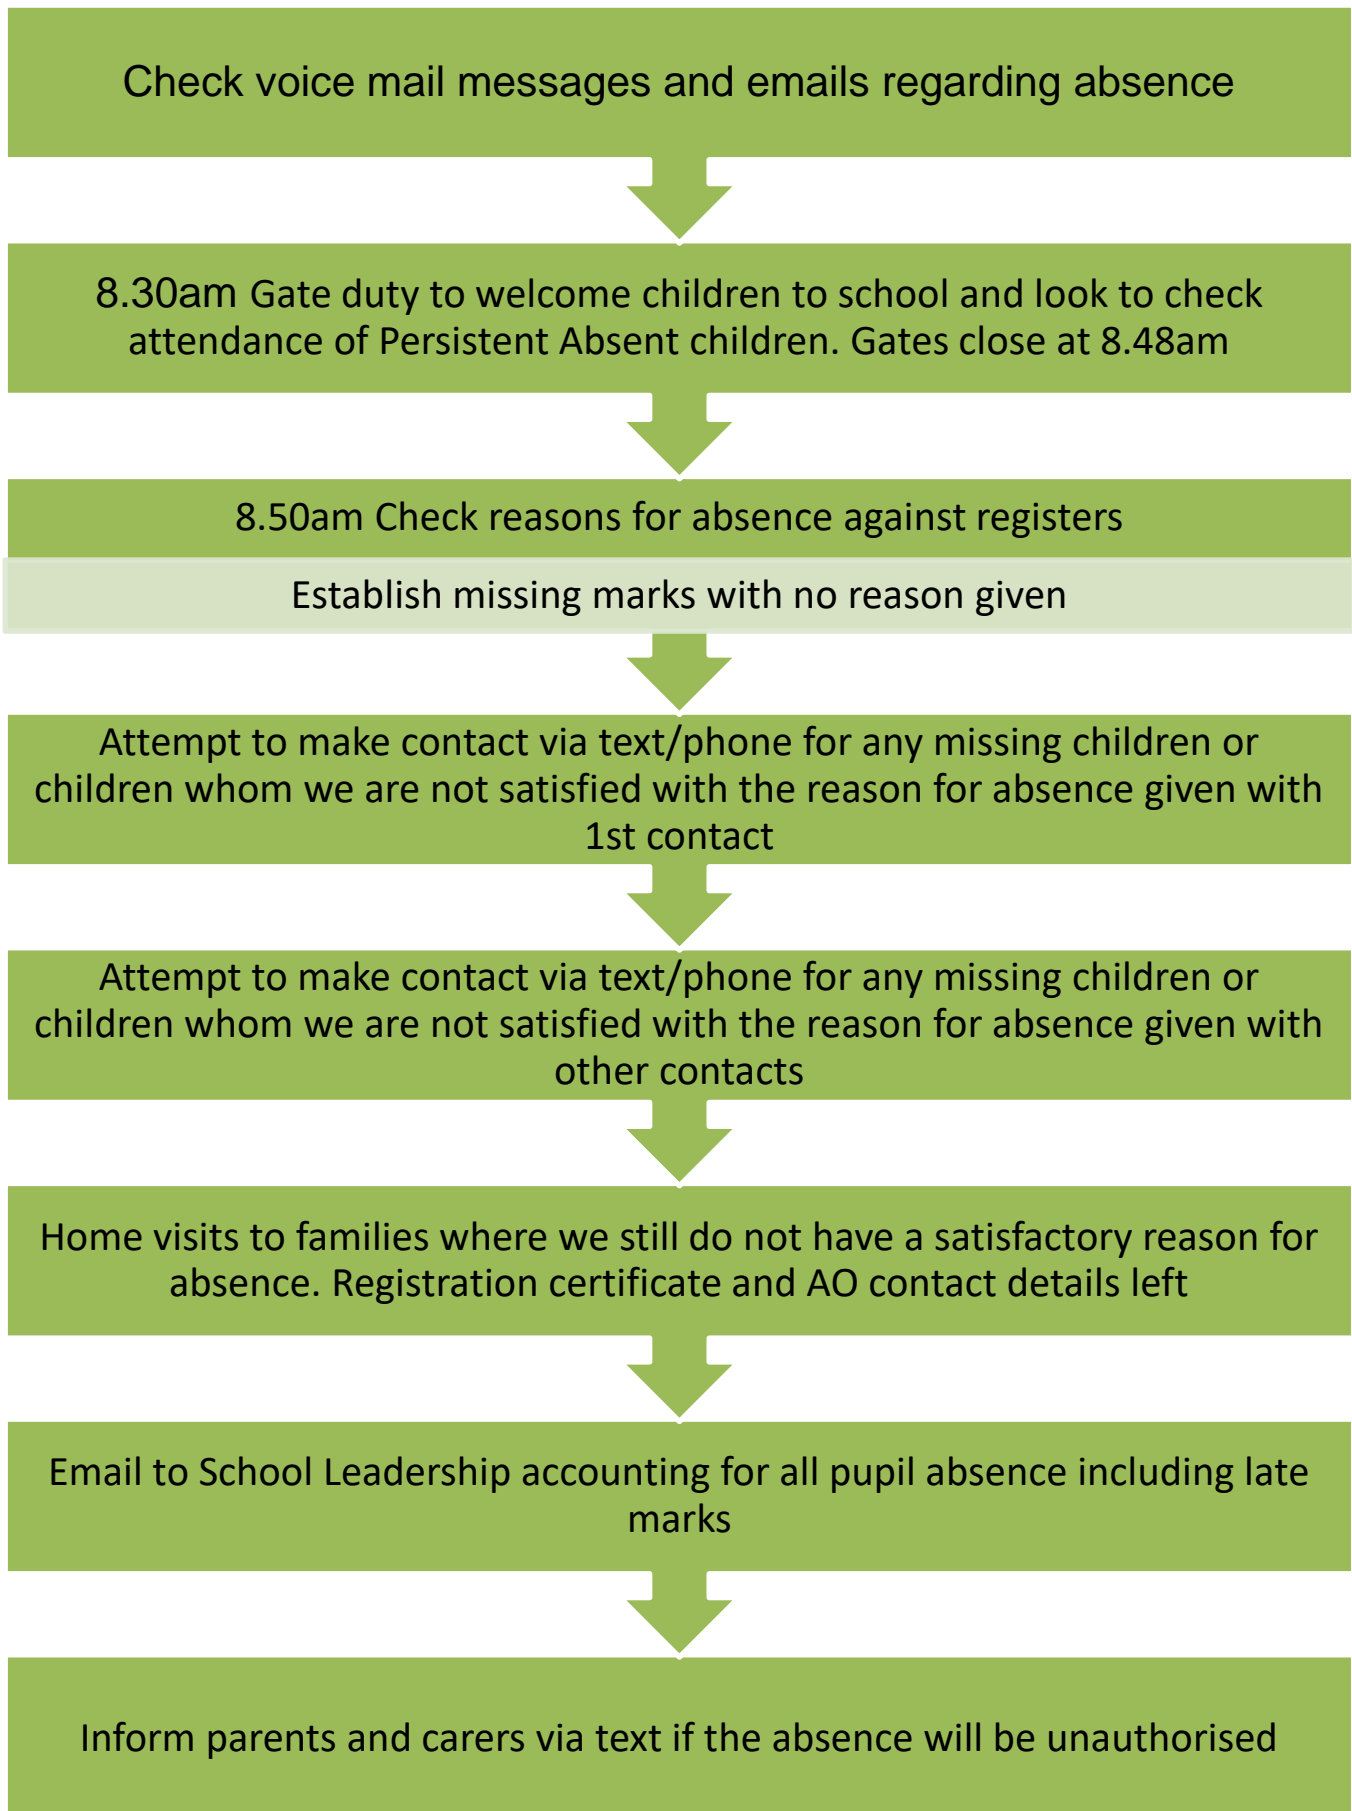 Check voice mail messages and emails regarding absence
8.30am Gate duty to welcome children to school and look to check
attendance of Persistent Absent children. Gates close at 8.48am
8.50am Check reasons for absence against registers
Establish missing marks with no reason given
Attempt to make contact via text/phone for any missing children or
children whom we are not satisfied with the reason for absence given with
1st contact
Attempt to make contact via text/phone for any missing children or
children whom we are not satisfied with the reason for absence given with
other contacts
Home visits to families where we still do not have a satisfactory reason for
absence. Registration certificate and AO contact details left
Email to School Leadership accounting for all pupil absence including late
marks
Inform parents and carers via text if the absence will be unauthorised